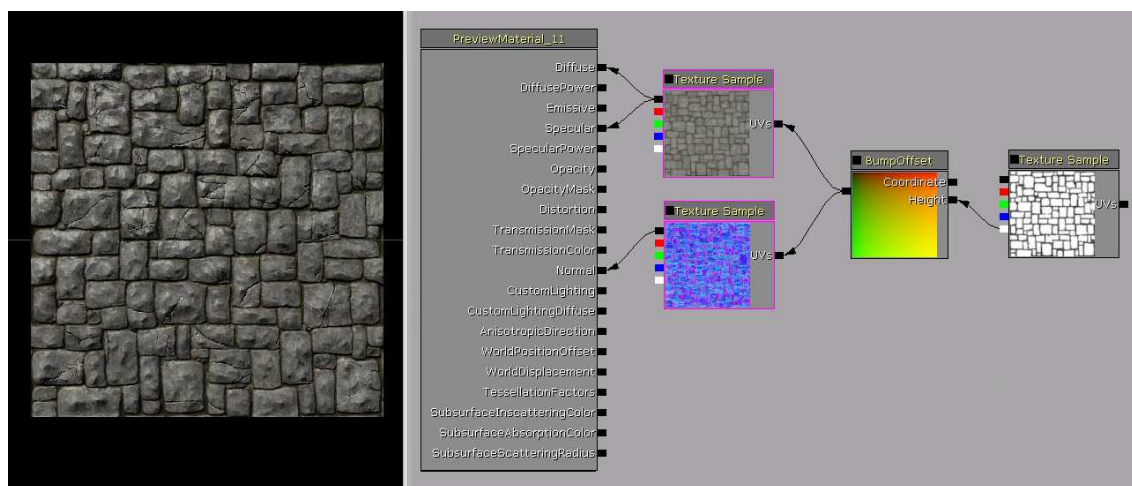 PreviewMaterial_11
Diffuse
DiffusePower
Emissive
Specular
SpecularPower
Opacity
OpacityMask
Distortion
TransmissionMask
TransmissionColor
Normal
CustomLighting
CustomLightingDiffuse
AnisotropicDirection
WorldPositionOffset
WorldDisplacement
TessellationFactors
SubsurfaceInscatteringColor
SubsurfaceAbsorptionColor
SubsurfaceScatteringRadius
Texture Sample
UVs
Texture Sample
UVs
BumpOffset
Coordinate
Height
Texture Sample
UVs